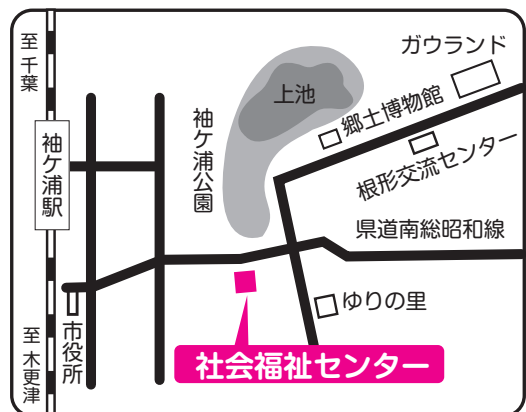 至千葉
袖ケ浦駅
至木更津
市役所
袖ケ浦公園
上池
ガウランド
郷土博物館
根形交流センター
県道南総昭和線
ゆりの里
社会福祉センター